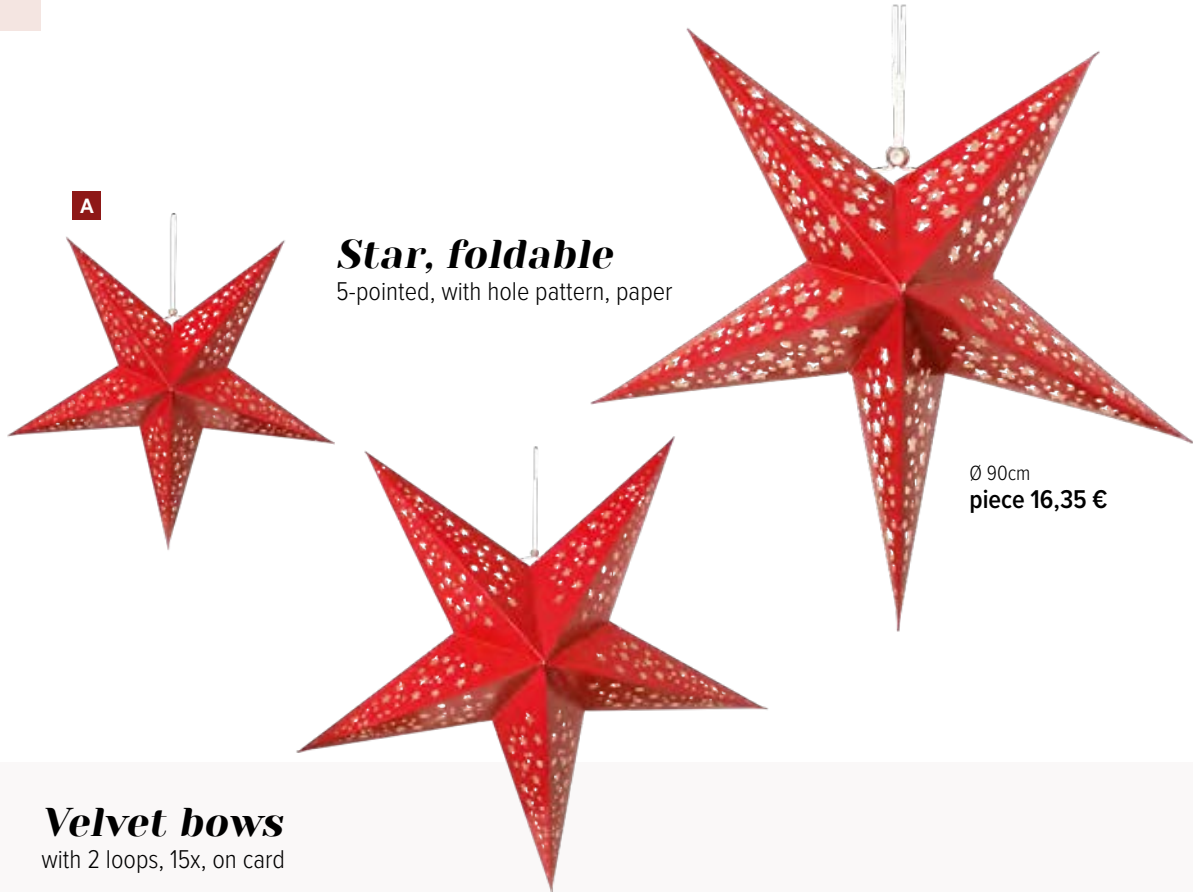 A
Star, foldable
5-pointed, with hole pattern, paper
Ø 90cm
piece 16,35 €
Velvet bows
with 2 loops, 15x, on card